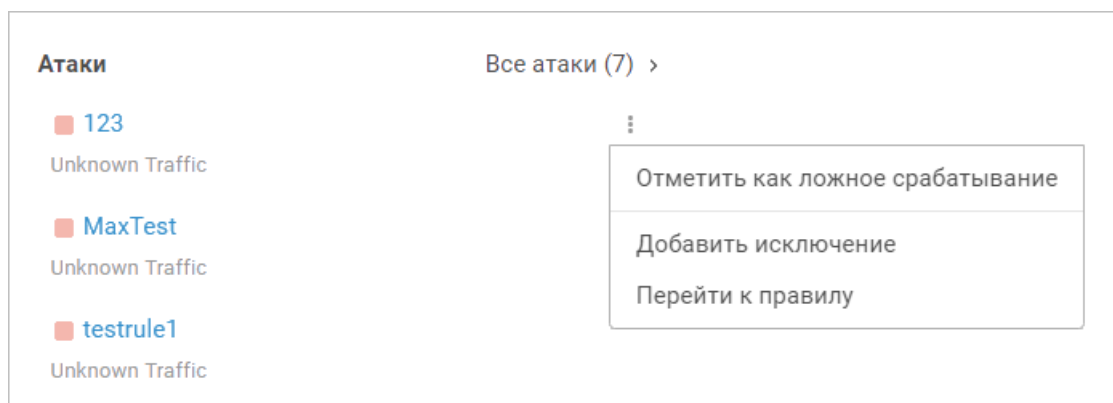 Атаки
Все атаки (7) >
123
Unknown Traffic
Отметить как ложное срабатывание
MaxTest
Добавить исключение
Unknown Traffic
Перейти к правилу
testrule1
Unknown Traffic